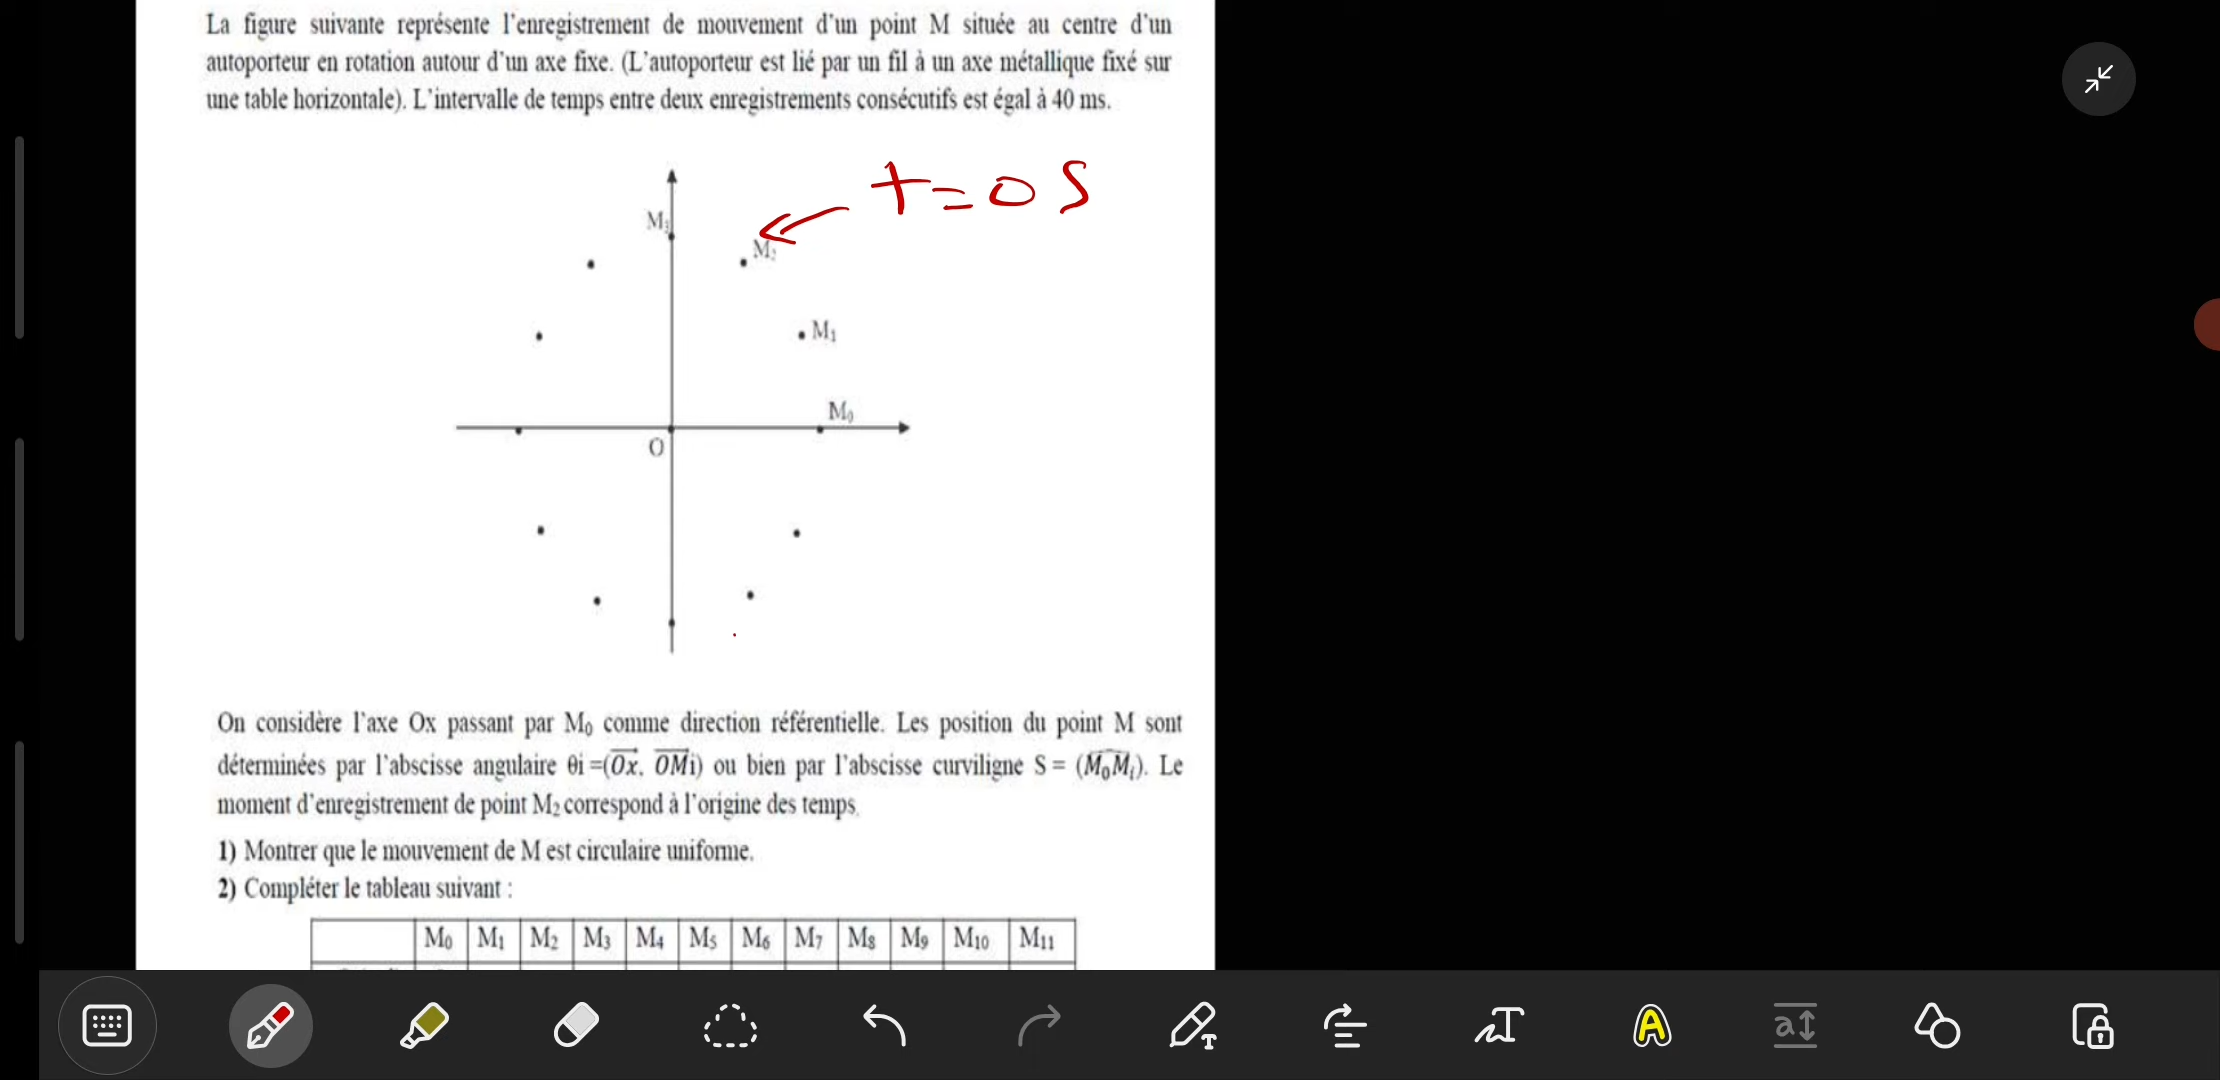 La figure suivante représente l'enregistrement de mouvement d'un point M située au centre d'un
autoporteur en rotation autour d'un axe fixe. (L'autoporteur est lié par un fil à un axe métallique fixé sur
une table horizontale). L'intervalle de temps entre deux enregistrements consécutifs est égal à 40 ms.
t=0 S
M₃
M₂
M₁
M₀
O
On considère l'axe Ox passant par M₀ comme direction référentielle. Les position du point M sont
déterminées par l'abscisse angulaire θi =(Ox, OMi) ou bien par l'abscisse curviligne S = (M₀Mᵢ). Le
moment d'enregistrement de point M₂ correspond à l'origine des temps.
1) Montrer que le mouvement de M est circulaire uniforme.
2) Compléter le tableau suivant :
M₀ M₁ M₂ M₃ M₄ M₅ M₆ M₇ M₈ M₉ M₁₀ M₁₁